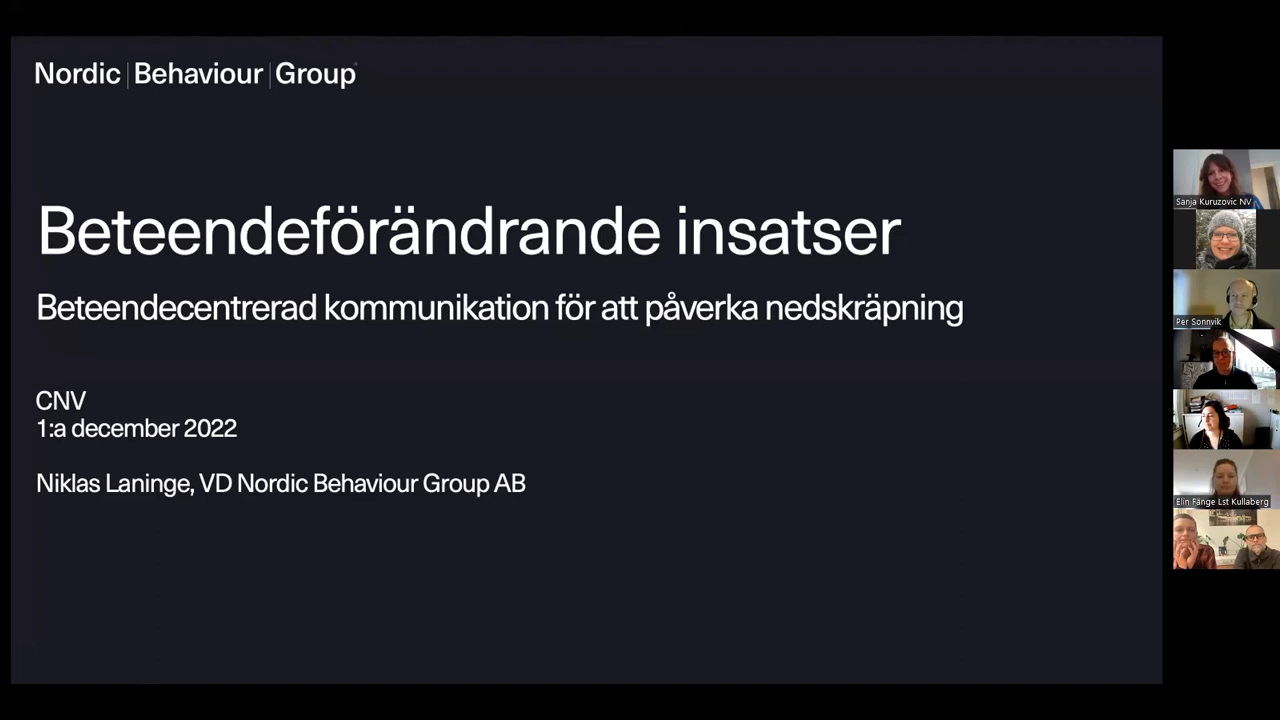 Nordic | Behaviour | Group
Beteendeförändrande insatser
Beteendecentrerad kommunikation för att påverka nedskräpning
CNV
1:a december 2022
Niklas Laninge, VD Nordic Behaviour Group AB
Sanja Kuruzovic NV
Per Sonnvik
Elin Fänge Lst Kullaberg